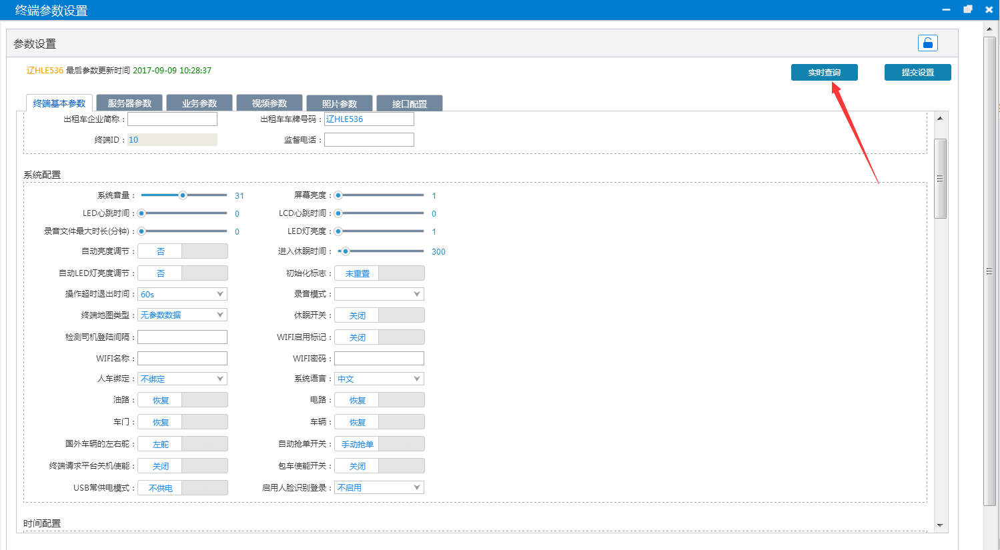 终端参数设置
参数设置
辽HLE536 最后参数更新时间 2017-09-09 10:28:37
实时查询 提交设置
终端基本参数 服务器参数 业务参数 视频参数 照片参数 接口配置
出租车企业简称： 出租车车牌号码： 辽HLE536
终端ID： 10 监督电话：
系统配置
系统音量： 31 屏幕亮度： 1
LED心跳时间： 0 LCD心跳时间： 0
录音文件最大时长(分钟)： 0 LED灯亮度： 1
自动亮度调节： 否 进入休眠时间： 300
自动LED灯亮度调节： 否 初始化标志： 未重置
操作超时退出时间： 60s 录音模式：
终端地图类型： 无参数数据 休眠开关： 关闭
检测司机登陆间隔： WIFI启用标记： 关闭
WIFI名称： WIFI密码：
人车绑定： 不绑定 系统语言： 中文
油路： 恢复 电路： 恢复
车门： 恢复 车辆： 恢复
国外车辆的左右舵： 左舵 自动抢单开关： 手动抢单
终端请求平台关机使能： 关闭 包车使能开关： 关闭
USB常供电模式： 不供电 启用人脸识别登录： 不启用
时间配置